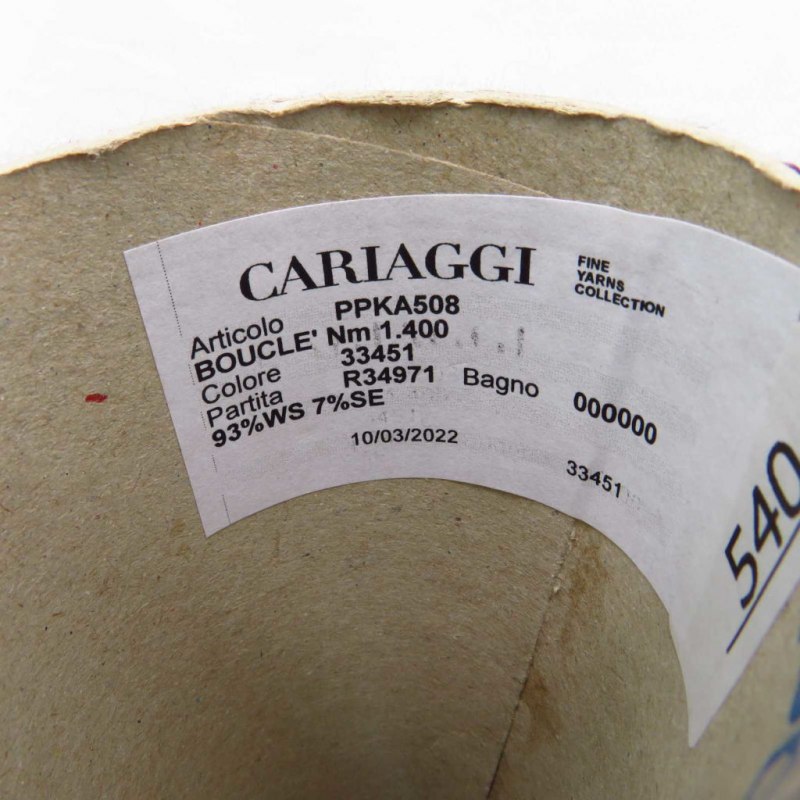 CARIAGGI
FINE
YARNS
COLLECTION
Articolo PPKA508
BOUCLE' Nm 1.400
Colore 33451
Partita R34971 Bagno 000000
93%WS 7%SE
10/03/2022
33451
540